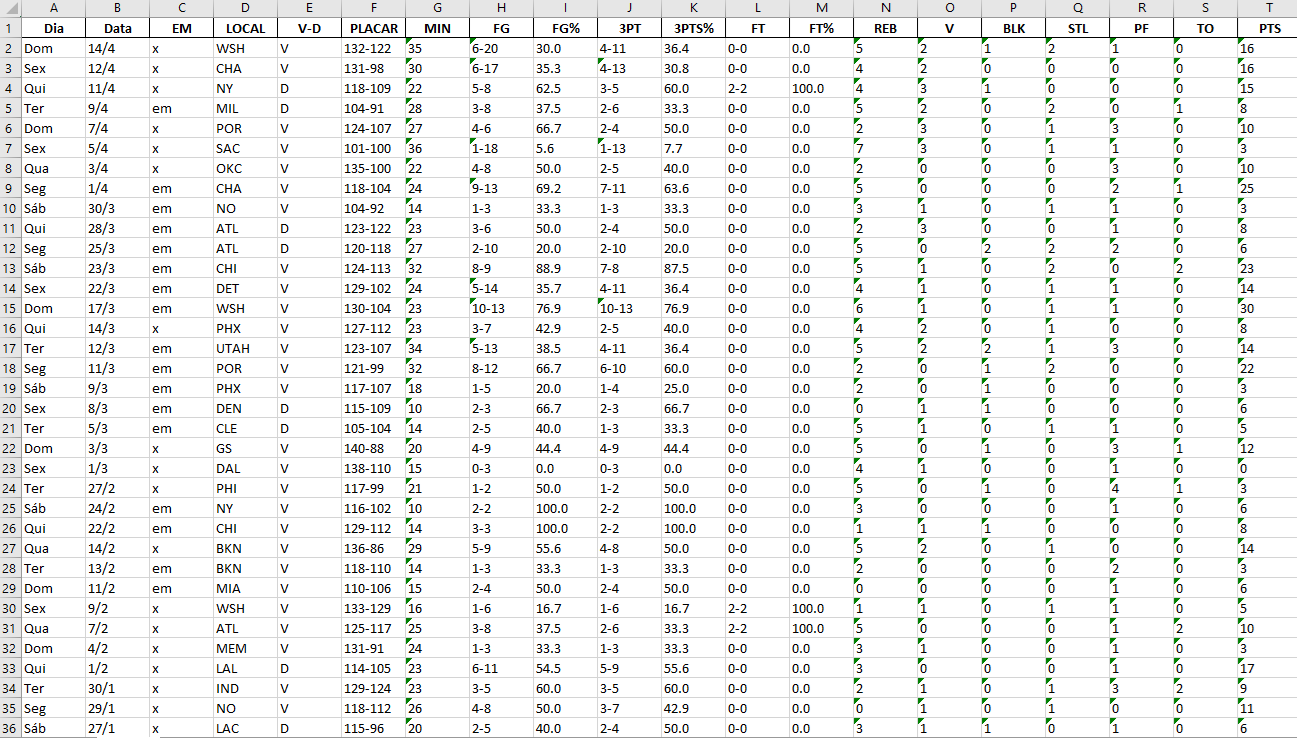 A B C D E F G H I J K L M N O P Q R S T
1 Dia Data EM LOCAL V-D PLACAR MIN FG FG% 3PT 3PTS% FT FT% REB V BLK STL PF TO PTS
2 Dom 14/4 x WSH V 132-122 35 6-20 30.0 4-11 36.4 0-0 0.0 5 2 1 2 1 0 16
3 Sex 12/4 x CHA V 131-98 30 6-17 35.3 4-13 30.8 0-0 0.0 4 2 0 0 0 0 16
4 Qui 11/4 x NY D 118-109 22 5-8 62.5 3-5 60.0 2-2 100.0 4 3 1 0 0 0 15
5 Ter 9/4 em MIL D 104-91 28 3-8 37.5 2-6 33.3 0-0 0.0 5 2 0 2 0 1 8
6 Dom 7/4 x POR V 124-107 27 4-6 66.7 2-4 50.0 0-0 0.0 2 3 0 1 3 0 10
7 Sex 5/4 x SAC V 101-100 36 1-18 5.6 1-13 7.7 0-0 0.0 7 3 0 1 1 0 3
8 Qua 3/4 x OKC V 135-100 22 4-8 50.0 2-5 40.0 0-0 0.0 2 0 0 0 3 0 10
9 Seg 1/4 em CHA V 118-104 24 9-13 69.2 7-11 63.6 0-0 0.0 5 0 0 0 2 1 25
10 Sáb 30/3 em NO V 104-92 14 1-3 33.3 1-3 33.3 0-0 0.0 3 1 0 1 1 0 3
11 Qui 28/3 em ATL D 123-122 23 3-6 50.0 2-4 50.0 0-0 0.0 2 3 0 0 1 0 8
12 Seg 25/3 em ATL D 120-118 27 2-10 20.0 2-10 20.0 0-0 0.0 5 0 2 2 2 0 6
13 Sáb 23/3 em CHI V 124-113 32 8-9 88.9 7-8 87.5 0-0 0.0 5 1 0 2 0 2 23
14 Sex 22/3 em DET V 129-102 24 5-14 35.7 4-11 36.4 0-0 0.0 4 1 0 1 1 0 14
15 Dom 17/3 em WSH V 130-104 23 10-13 76.9 10-13 76.9 0-0 0.0 6 1 0 1 1 0 30
16 Qui 14/3 x PHX V 127-112 23 3-7 42.9 2-5 40.0 0-0 0.0 4 2 0 1 0 0 8
17 Ter 12/3 em UTAH V 123-107 34 5-13 38.5 4-11 36.4 0-0 0.0 5 2 2 1 3 0 14
18 Seg 11/3 em POR V 121-99 32 8-12 66.7 6-10 60.0 0-0 0.0 2 0 1 2 0 0 22
19 Sáb 9/3 em PHX V 117-107 18 1-5 20.0 1-4 25.0 0-0 0.0 2 0 1 0 0 0 3
20 Sex 8/3 em DEN D 115-109 10 2-3 66.7 2-3 66.7 0-0 0.0 0 1 1 0 0 0 6
21 Ter 5/3 em CLE D 105-104 14 2-5 40.0 1-3 33.3 0-0 0.0 5 1 0 1 1 0 5
22 Dom 3/3 x GS V 140-88 20 4-9 44.4 4-9 44.4 0-0 0.0 5 0 1 0 3 1 12
23 Sex 1/3 x DAL V 138-110 15 0-3 0.0 0-3 0.0 0-0 0.0 4 1 0 0 1 0 0
24 Ter 27/2 x PHI V 117-99 21 1-2 50.0 1-2 50.0 0-0 0.0 5 0 1 0 4 1 3
25 Sáb 24/2 em NY V 116-102 10 2-2 100.0 2-2 100.0 0-0 0.0 3 0 0 0 1 0 6
26 Qui 22/2 em CHI V 129-112 14 3-3 100.0 2-2 100.0 0-0 0.0 1 1 1 0 0 0 8
27 Qua 14/2 x BKN V 136-86 29 5-9 55.6 4-8 50.0 0-0 0.0 5 2 0 1 0 0 14
28 Ter 13/2 em BKN V 118-110 14 1-3 33.3 1-3 33.3 0-0 0.0 2 0 0 0 2 0 3
29 Dom 11/2 em MIA V 110-106 15 2-4 50.0 2-4 50.0 0-0 0.0 0 0 0 0 1 0 6
30 Sex 9/2 x WSH V 133-129 16 1-6 16.7 1-6 16.7 2-2 100.0 1 1 0 1 1 0 5
31 Qua 7/2 x ATL V 125-117 25 3-8 37.5 2-6 33.3 2-2 100.0 5 0 0 0 1 2 10
32 Dom 4/2 x MEM V 131-91 24 1-3 33.3 1-3 33.3 0-0 0.0 3 1 0 0 1 0 3
33 Qui 1/2 x LAL D 114-105 23 6-11 54.5 5-9 55.6 0-0 0.0 3 0 0 0 1 0 17
34 Ter 30/1 x IND V 129-124 23 3-5 60.0 3-5 60.0 0-0 0.0 2 1 0 1 3 2 9
35 Seg 29/1 x NO V 118-112 26 4-8 50.0 3-7 42.9 0-0 0.0 0 1 0 1 0 0 11
36 Sáb 27/1 x LAC D 115-96 20 2-5 40.0 2-4 50.0 0-0 0.0 3 1 1 0 1 0 6